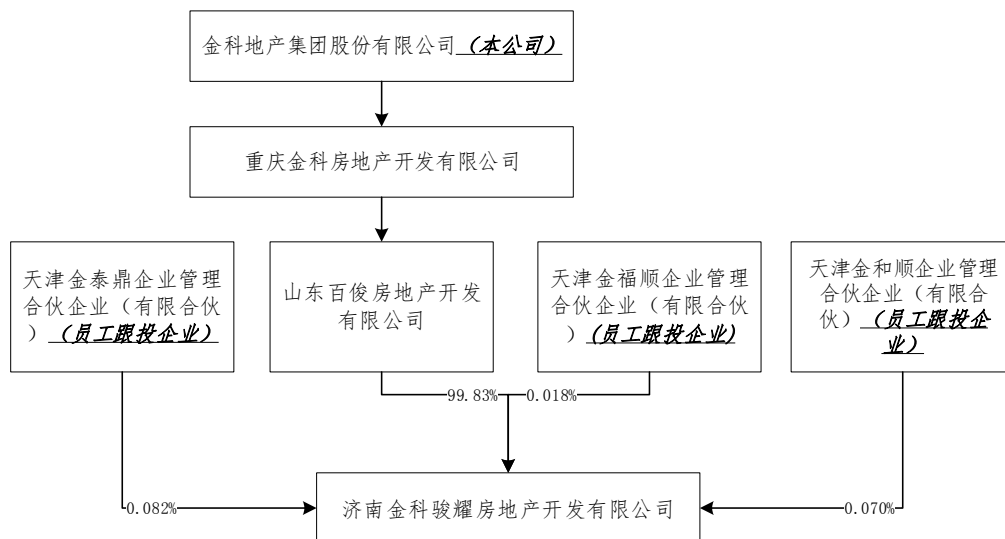 金科地产集团股份有限公司（本公司）
重庆金科房地产开发有限公司
天津金泰鼎企业管理
合伙企业（有限合伙
）（员工跟投企业）
山东百俊房地产开发
有限公司
天津金福顺企业管理
合伙企业（有限合伙
）(员工跟投企业)
天津金和顺企业管理
合伙企业（有限合
伙）（员工跟投企
业）
99.83%
0.018%
0.082%
济南金科骏耀房地产开发有限公司
0.070%